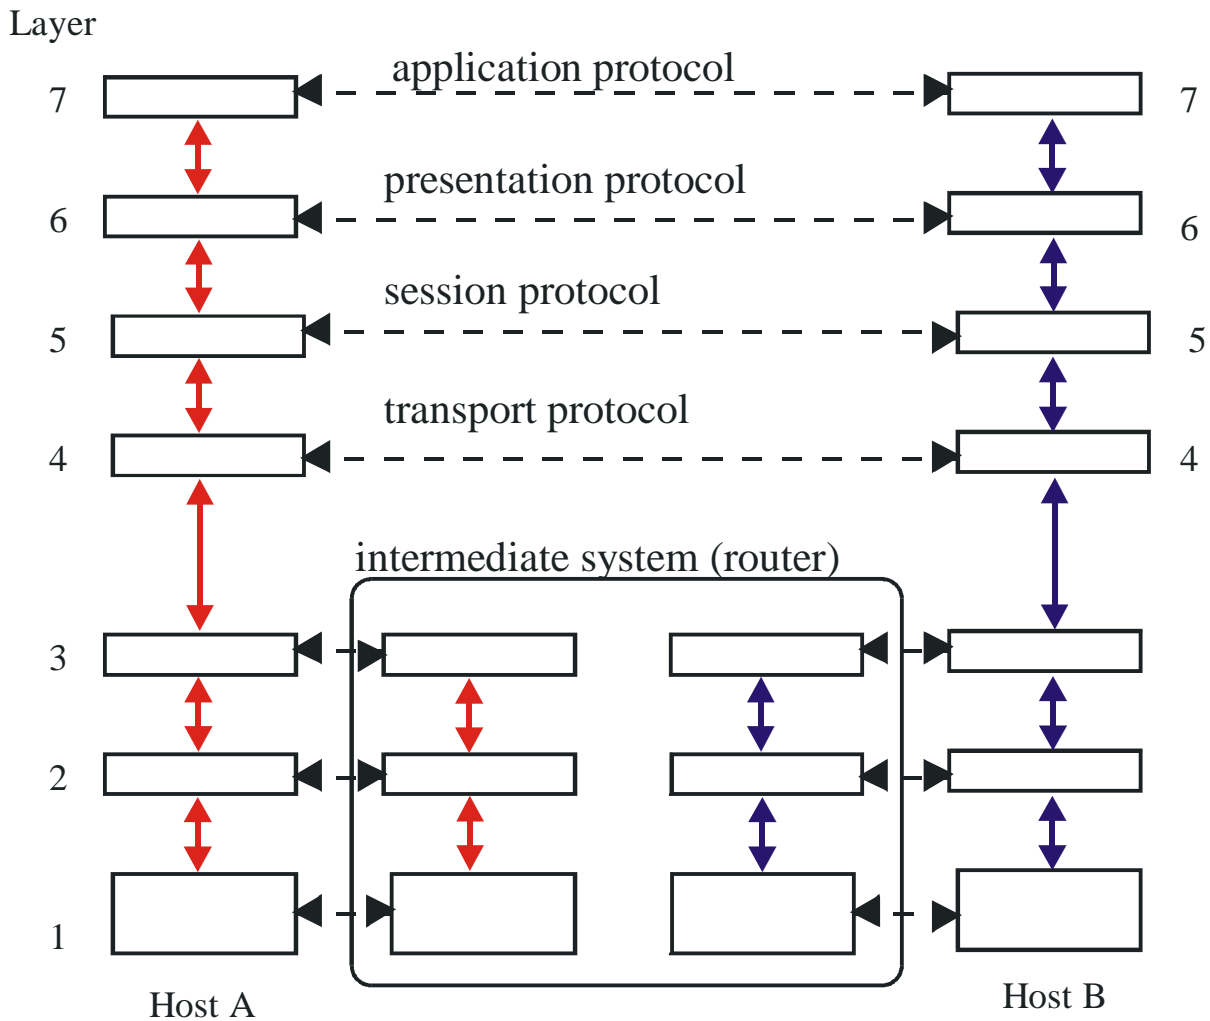 Layer
application protocol
7
7
presentation protocol
6
6
session protocol
5
5
transport protocol
4
4
intermediate system (router)
3
2
1
Host A
Host B